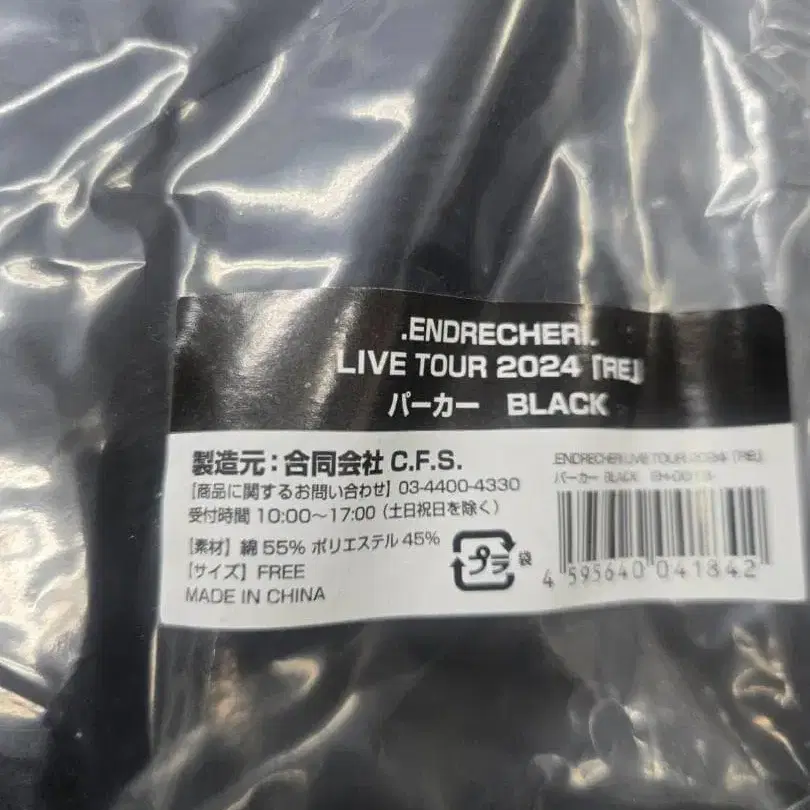 .ENDRECHERI.
LIVE TOUR 2024「RE」
パーカー BLACK
製造元：合同会社 C.F.S.
【商品に関するお問い合わせ】03-4400-4330
受付時間 10:00～17:00（土日祝日を除く）
【素材】綿 55% ポリエステル 45%
【サイズ】FREE
MADE IN CHINA
プラ
袋
.ENDRECHERI. LIVE TOUR 2024「RE」
パーカー BLACK
4 595640 041842